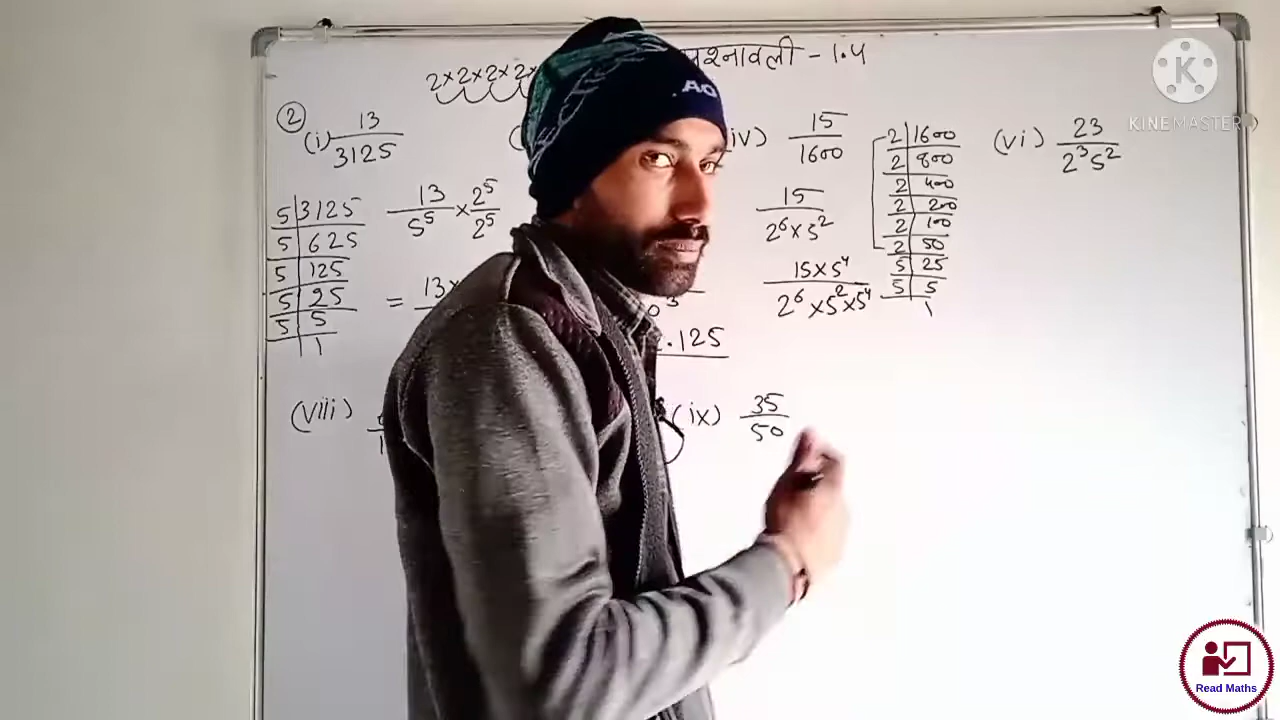 प्रश्नावली - 1.4
2×2×2×2×
②
(i) 13/3125
5|3125
5|625
5|125
5|25
5|5
1
13/5⁵ × 2⁵/2⁵
= 13×
.125
(iv) 15/1600
15/2⁶×5²
15×5⁴/2⁶×5²×5⁴
2|1600
2|800
2|400
2|200
2|100
2|50
5|25
5|5
1
(vi) 23/2³5²
(viii)
(ix) 35/50
AO
KINEMASTER
Read Maths